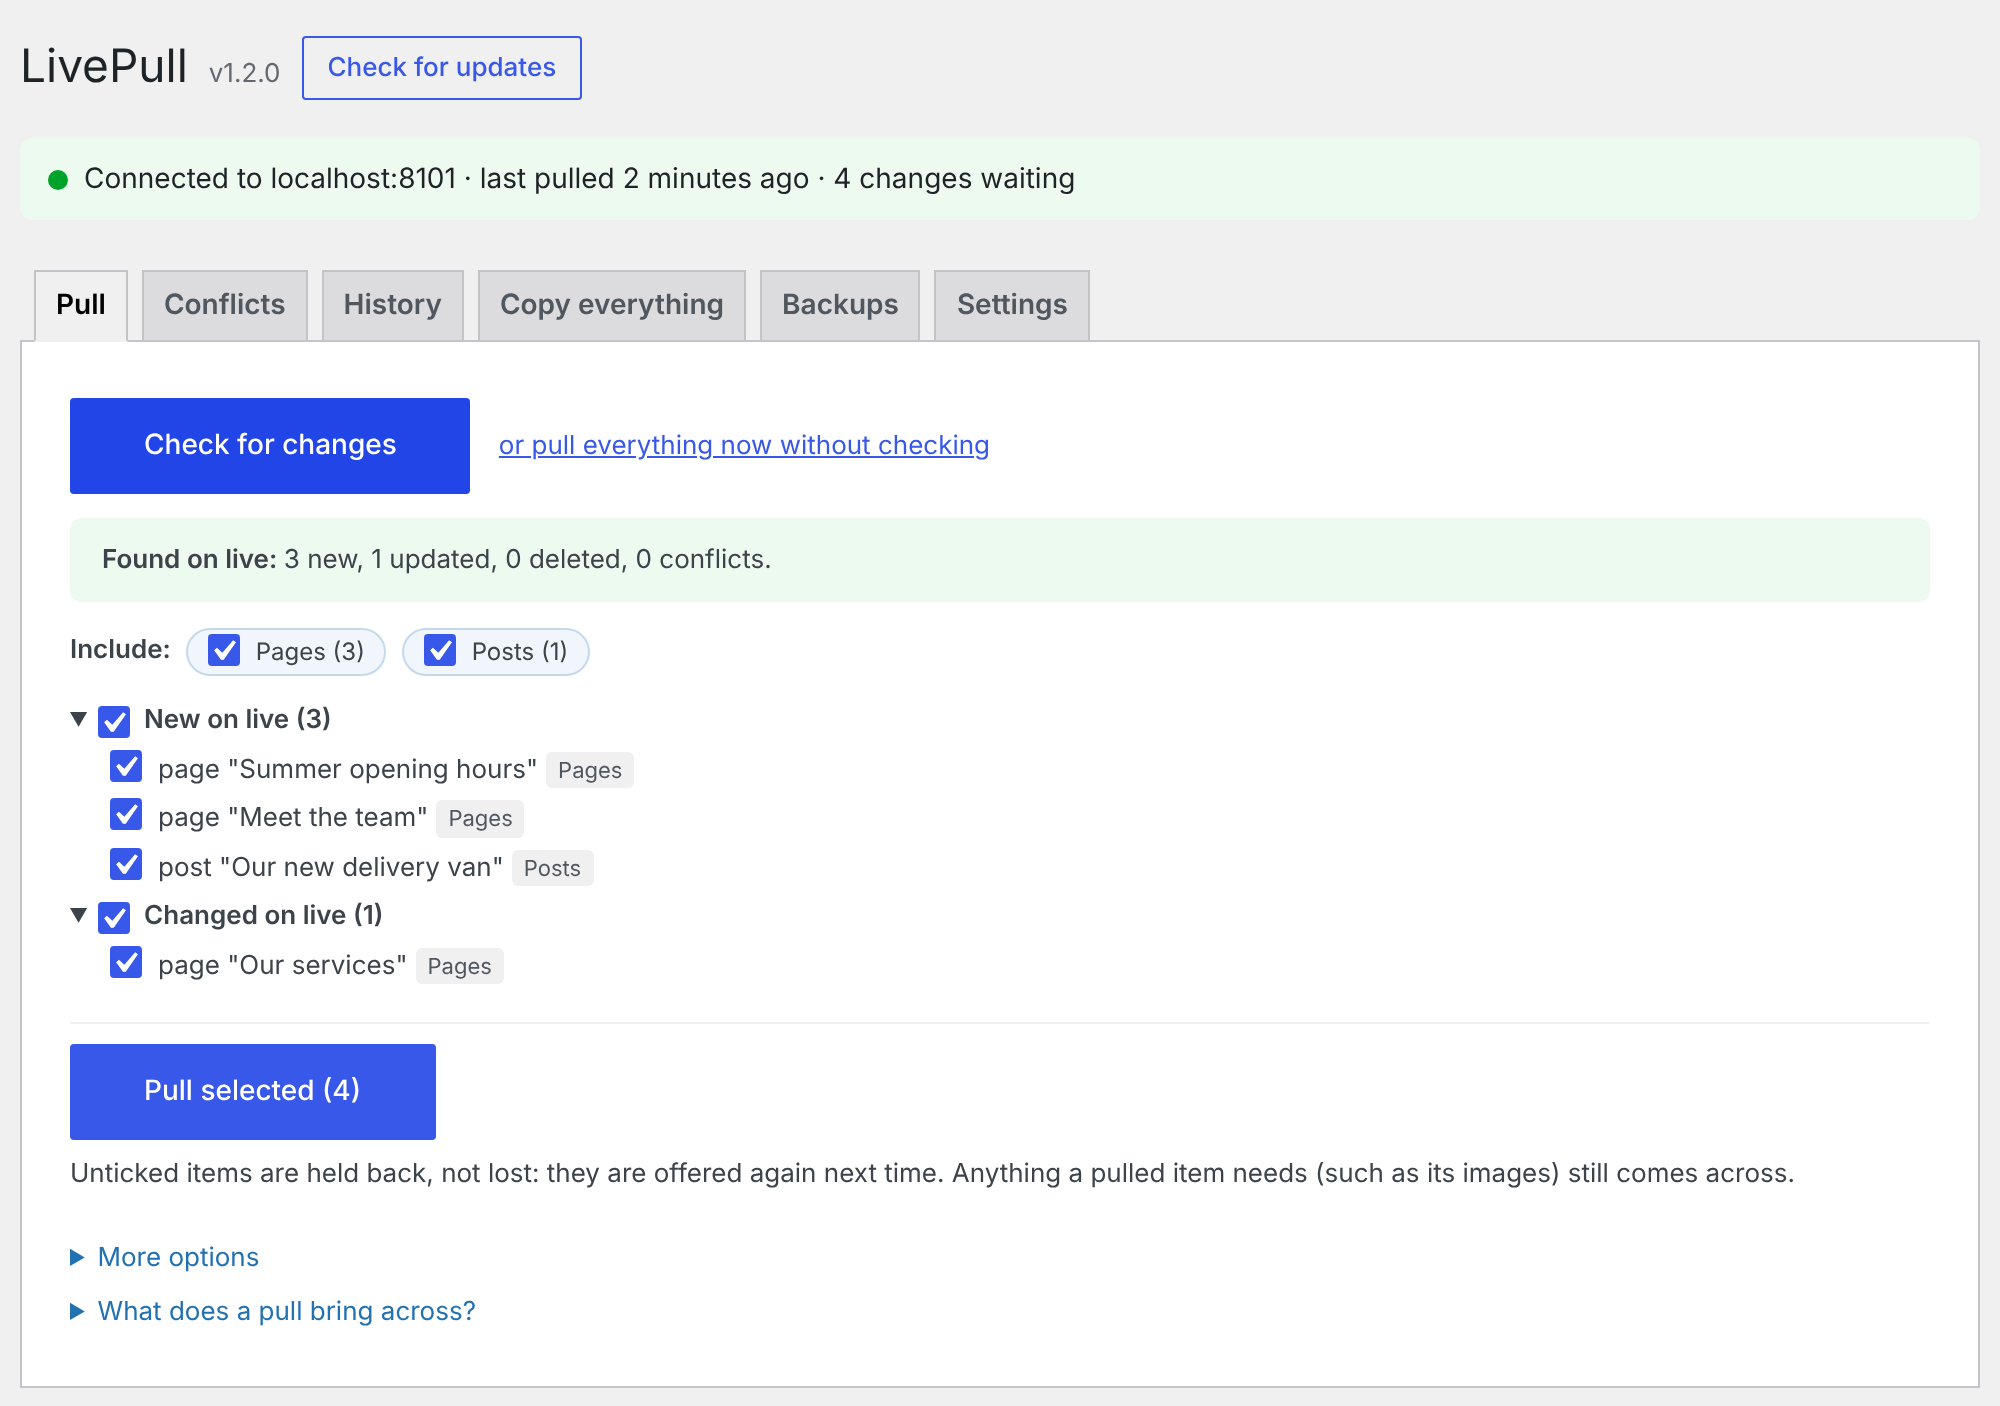 LivePull v1.2.0 Check for updates
Connected to localhost:8101 · last pulled 2 minutes ago · 4 changes waiting
Pull Conflicts History Copy everything Backups Settings
Check for changes or pull everything now without checking
Found on live: 3 new, 1 updated, 0 deleted, 0 conflicts.
Include: Pages (3) Posts (1)
New on live (3)
page "Summer opening hours" Pages
page "Meet the team" Pages
post "Our new delivery van" Posts
Changed on live (1)
page "Our services" Pages
Pull selected (4)
Unticked items are held back, not lost: they are offered again next time. Anything a pulled item needs (such as its images) still comes across.
More options
What does a pull bring across?